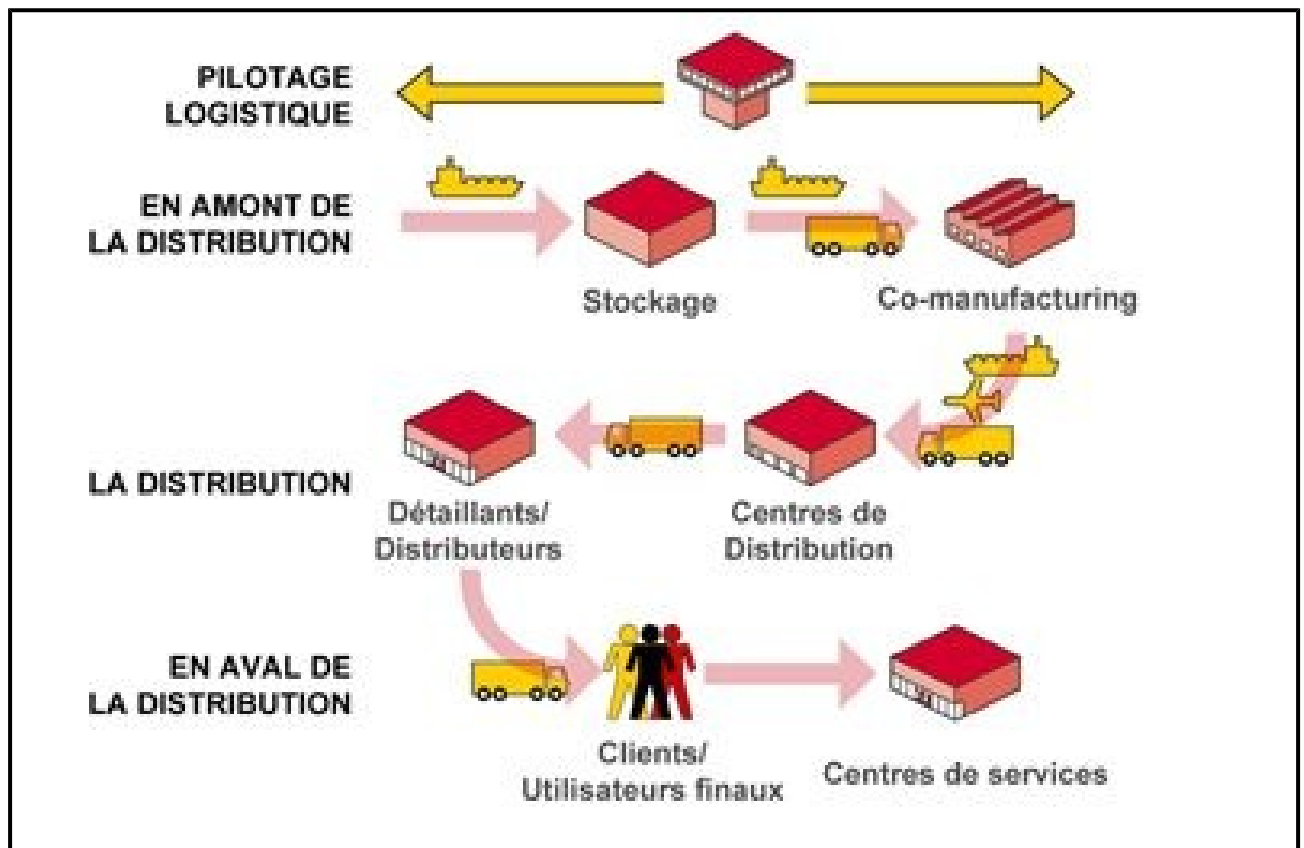 PILOTAGE
LOGISTIQUE
EN AMONT DE
LA DISTRIBUTION
Stockage
Co-manufacturing
LA DISTRIBUTION
Détaillants/
Distributeurs
Centres de
Distribution
EN AVAL DE
LA DISTRIBUTION
Clients/
Utilisateurs finaux
Centres de services